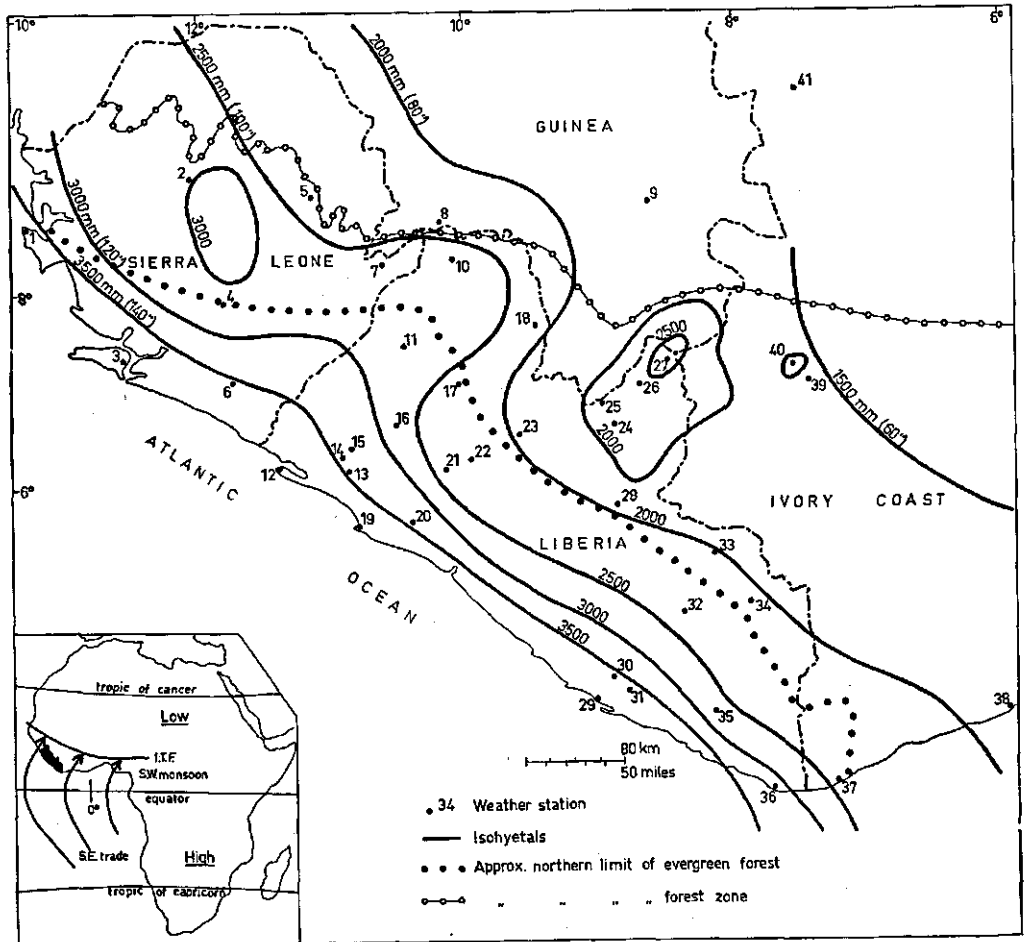 10° 12° 10° 8° 6°
2500 mm (100")
2000 mm (80")
41
GUINEA
2
5
3000
9
8
3000 mm (120")
1
SIERRA LEONE
7
10
3500 mm (140")
8°
4
18
2500
27
40
39
11
3
26
1500 mm (60")
6
17
25
24
2000
16
23
ATLANTIC
15
14
13
12
22
21
6°
28
2000
IVORY COAST
19
20
LIBERIA
33
OCEAN
2500
34
32
3000
3500
30
31
29
35
38
36
37
80 km
50 miles
• 34 Weather station
Isohyetals
Approx. northern limit of evergreen forest
" " " " forest zone
tropic of cancer
Low
I.T.F.
S.W.monsoon
equator
0°
S.E. trade
High
tropic of capricorn